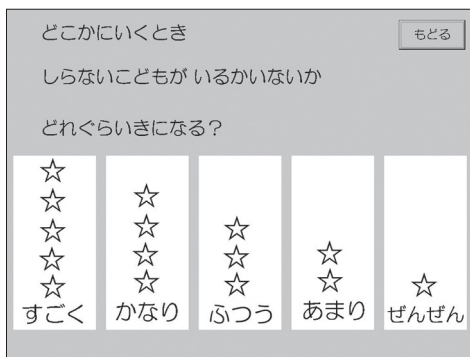 どこかにいくとき
もどる
しらないこどもが いるかいないか
どれぐらいきになる？
☆☆☆☆☆ すごく
☆☆☆☆ かなり
☆☆☆ ふつう
☆☆ あまり
☆ ぜんぜん